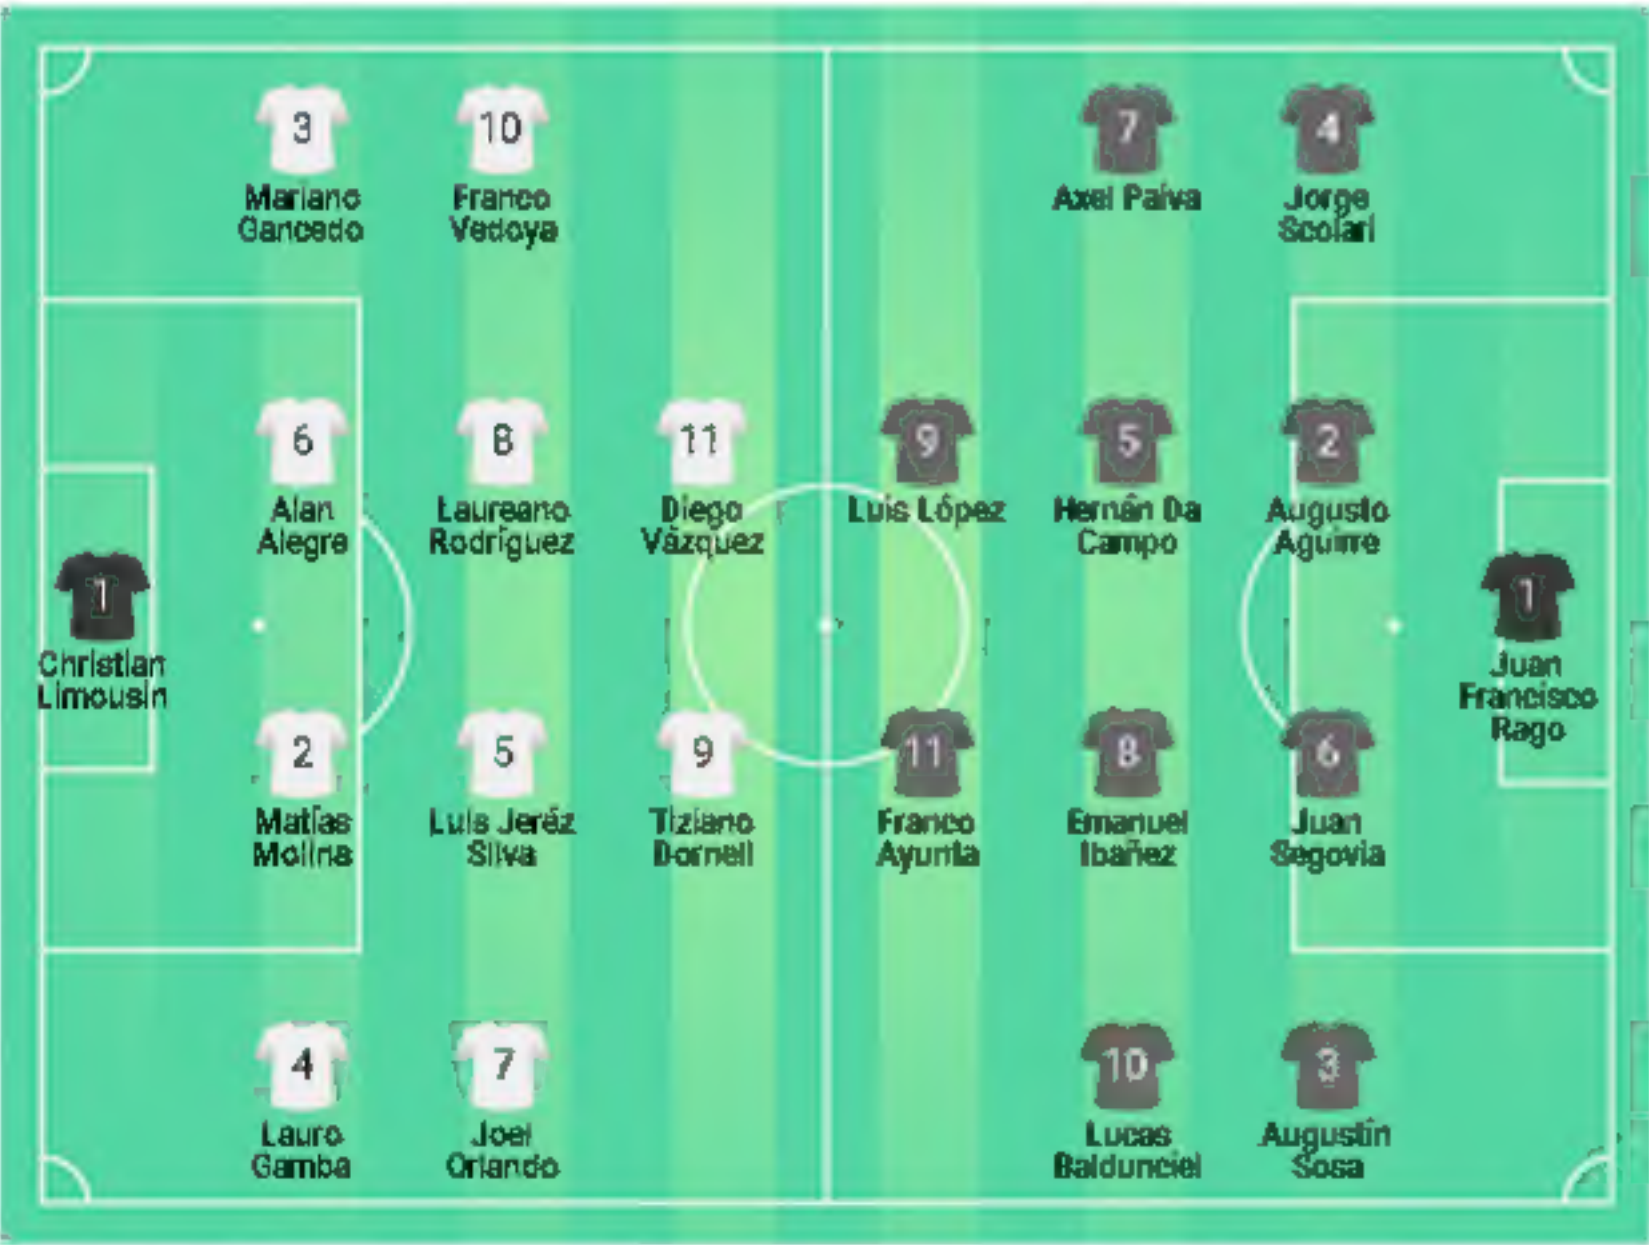 3
Mariano
Gancedo
10
Franco
Vedoya
7
Axel Paiva
4
Jorge
Scolari
6
Alan
Alegre
8
Laureano
Rodríguez
11
Diego
Vázquez
9
Luis López
5
Hernán Da
Campo
2
Augusto
Aguirre
1
Christian
Limousin
1
Juan
Francisco
Rago
2
Matías
Molina
5
Luis Jeréz
Silva
9
Tiziano
Dornell
11
Franco
Ayunta
8
Emanuel
Ibañez
6
Juan
Segovia
4
Lauro
Gamba
7
Joel
Orlando
10
Lucas
Baldunciel
3
Augustin
Sosa